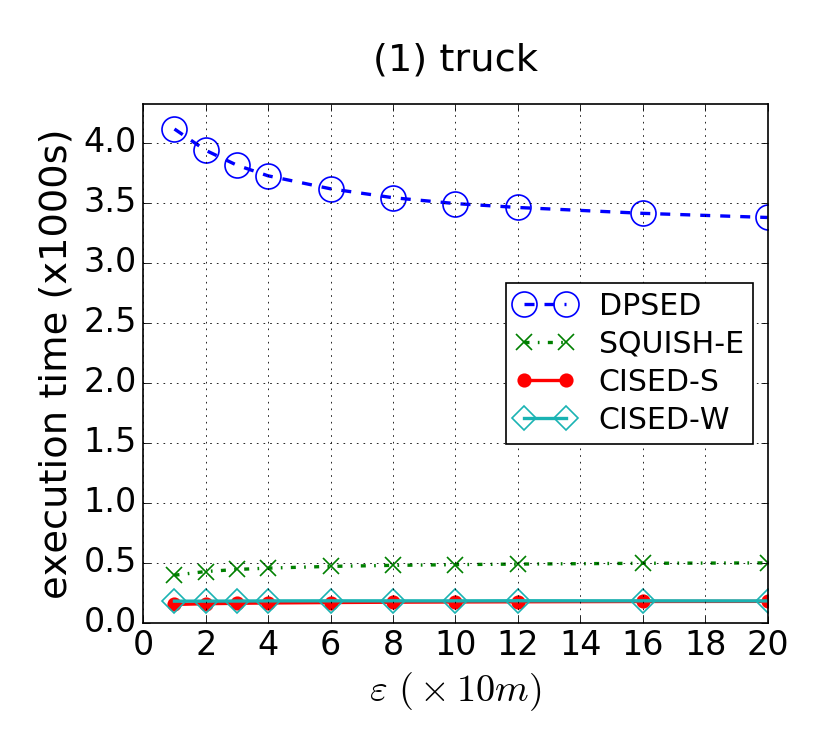 (1) truck
execution time (x1000s)
4.0
3.5
3.0
2.5
2.0
1.5
1.0
0.5
0.0
DPSED
SQUISH-E
CISED-S
CISED-W
0 2 4 6 8 10 12 14 16 18 20
ε (×10m)